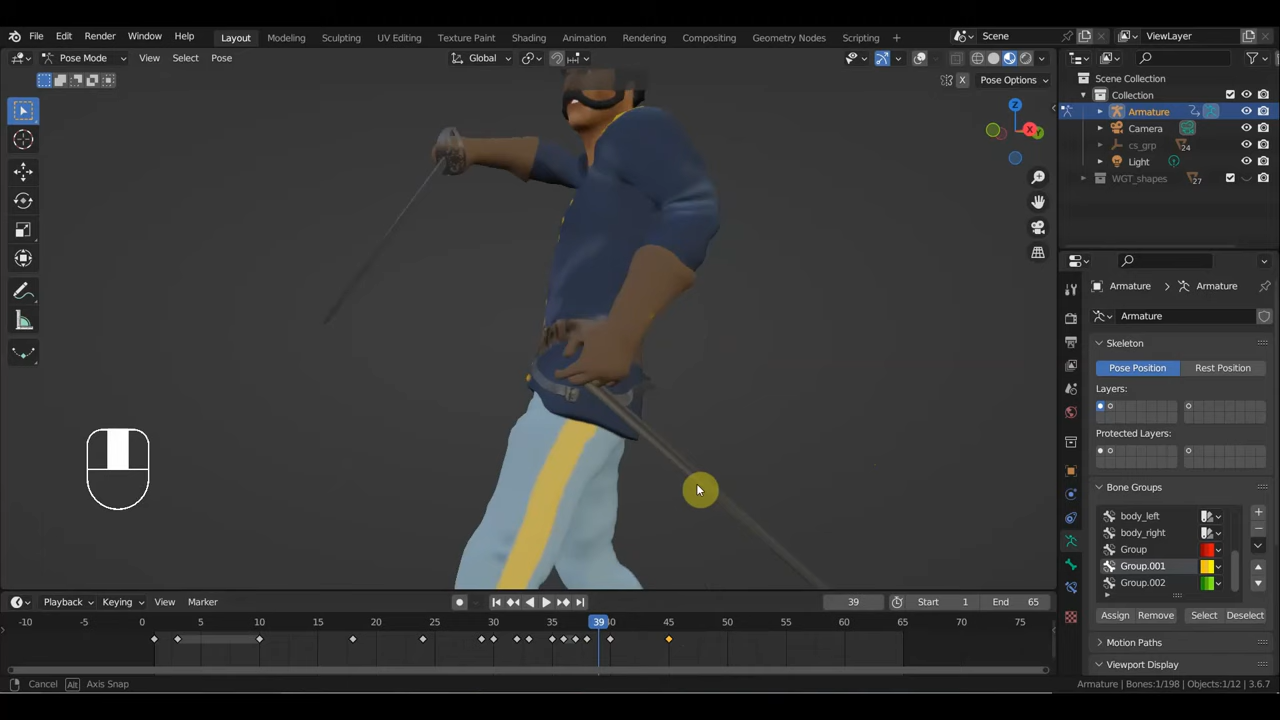 File Edit Render Window Help Layout Modeling Sculpting UV Editing Texture Paint Shading Animation Rendering Compositing Geometry Nodes Scripting + Scene ViewLayer
Pose Mode View Select Pose Global
X Pose Options
Scene Collection
Collection
Armature
Camera
cs_grp 24
Light
WGT_shapes 27
Z
X
Y
Armature > Armature
Armature
Skeleton
Pose Position Rest Position
Layers:
Protected Layers:
Bone Groups
body_left
body_right
Group
Group.001
Group.002
Assign Remove Select Deselect
Motion Paths
Viewport Display
Playback Keying View Marker 39 Start 1 End 65
-10 -5 0 5 10 15 20 25 30 35 39 45 50 55 60 65 70 75
Cancel Alt Axis Snap Armature | Bones:1/198 | Objects:1/12 | 3.6.7